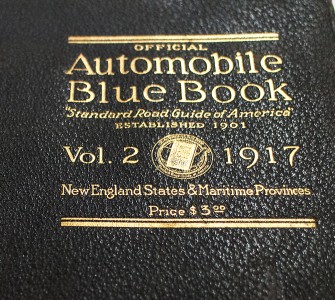 OFFICIAL
Automobile
Blue Book
"Standard Road Guide of America"
ESTABLISHED 1901
Vol. 2 1917
New England States & Maritime Provinces
Price $3.00